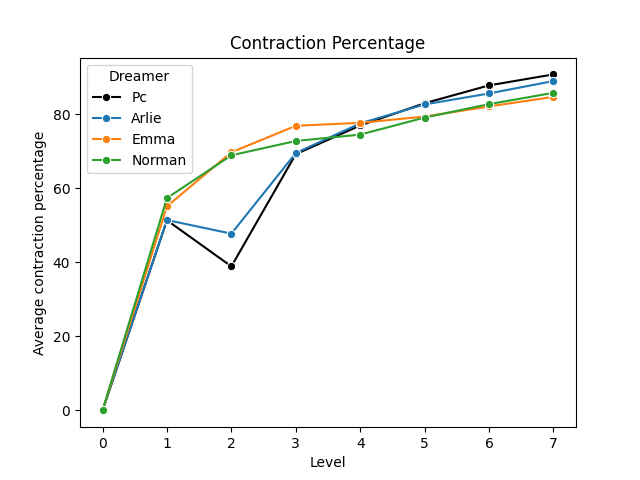 Contraction Percentage
Dreamer
Pc
Arlie
Emma
Norman
Average contraction percentage
80
60
40
20
0
0 1 2 3 4 5 6 7
Level